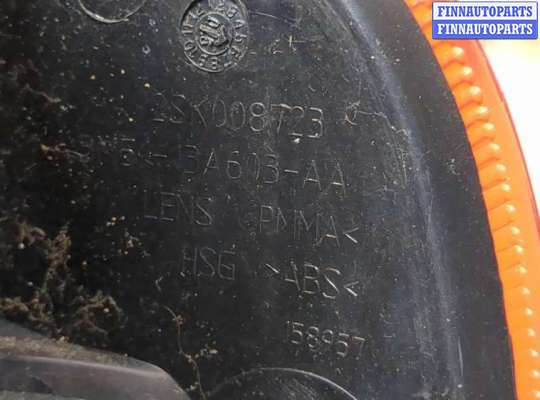 FINNAUTOPARTS
FINNAUTOPARTS
2SK008723
13A603-AA
LENS PMMA<
HSG >ABS<
158957